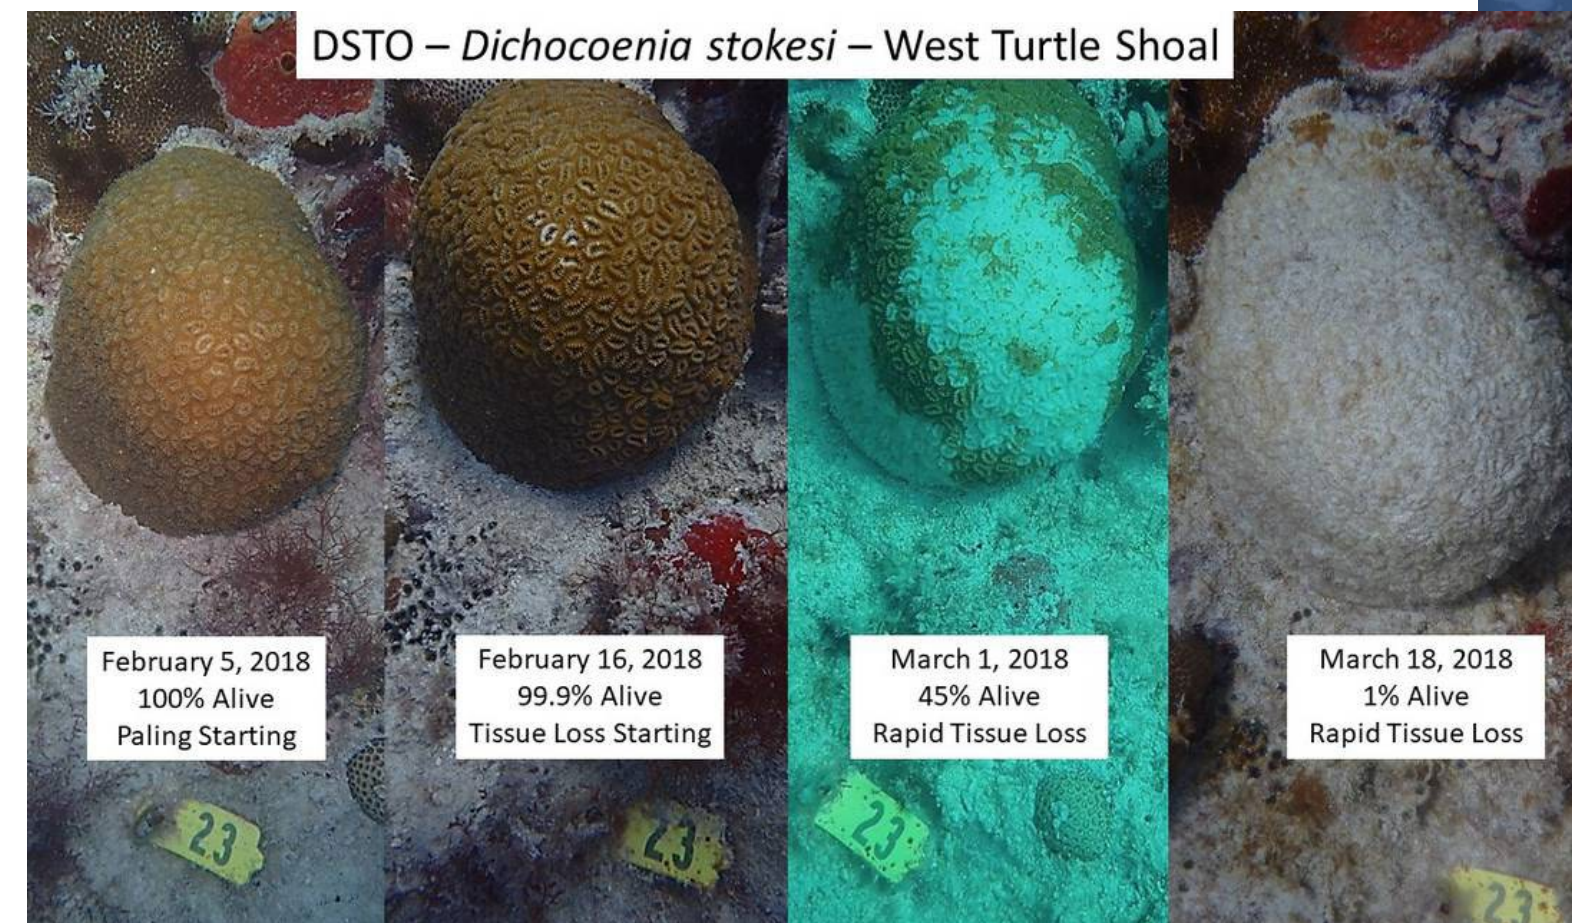 DSTO – Dichocoenia stokesi – West Turtle Shoal
February 5, 2018
100% Alive
Paling Starting
February 16, 2018
99.9% Alive
Tissue Loss Starting
March 1, 2018
45% Alive
Rapid Tissue Loss
March 18, 2018
1% Alive
Rapid Tissue Loss
23
23
23
23